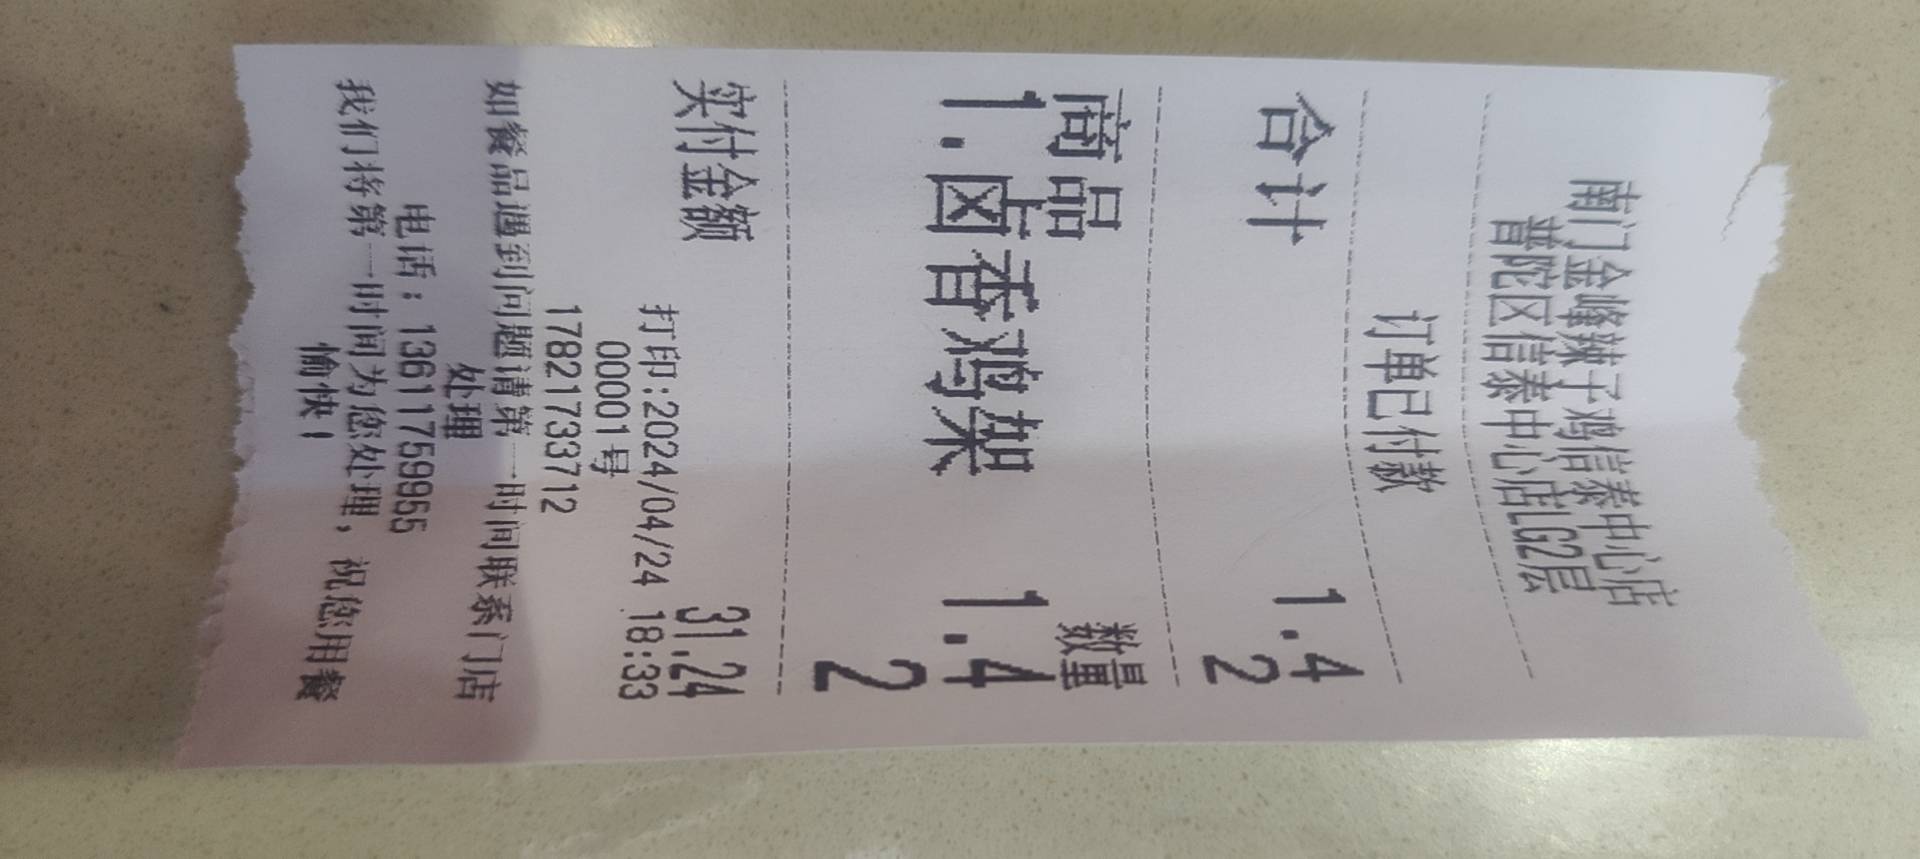 南门金峰辣子鸡信泰中心店
普陀区信泰中心店LG2层
订单已付款
合计 1.4
2
商品 数量
1.卤香鸡架 1.4
2
实付金额 31.24
打印:2024/04/24 18:33
00001号
17821733712
如餐品遇到问题请第一时间联系门店
处理
电话：13611759955
我们将第一时间为您处理，祝您用餐
愉快！